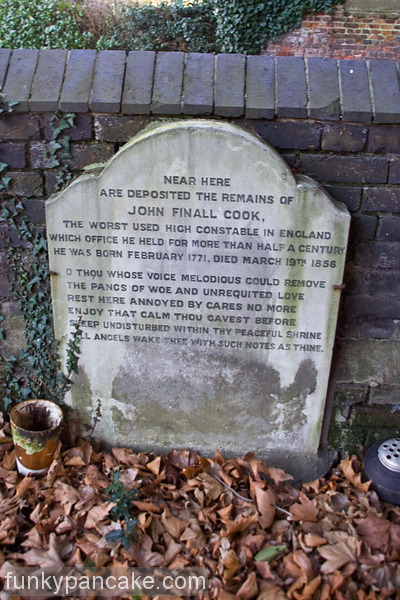 NEAR HERE
ARE DEPOSITED THE REMAINS OF
JOHN FINALL COOK,
THE WORST USED HIGH CONSTABLE IN ENGLAND
WHICH OFFICE HE HELD FOR MORE THAN HALF A CENTURY
HE WAS BORN FEBRUARY 1771, DIED MARCH 19TH 1856
O THOU WHOSE VOICE MELODIOUS COULD REMOVE
THE PANGS OF WOE AND UNREQUITED LOVE
REST HERE ANNOYED BY CARES NO MORE
ENJOY THAT CALM THOU GAVEST BEFORE
SLEEP UNDISTURBED WITHIN THY PEACEFUL SHRINE
LL ANGELS WAKE THEE WITH SUCH NOTES AS THINE.
funkypancake.com